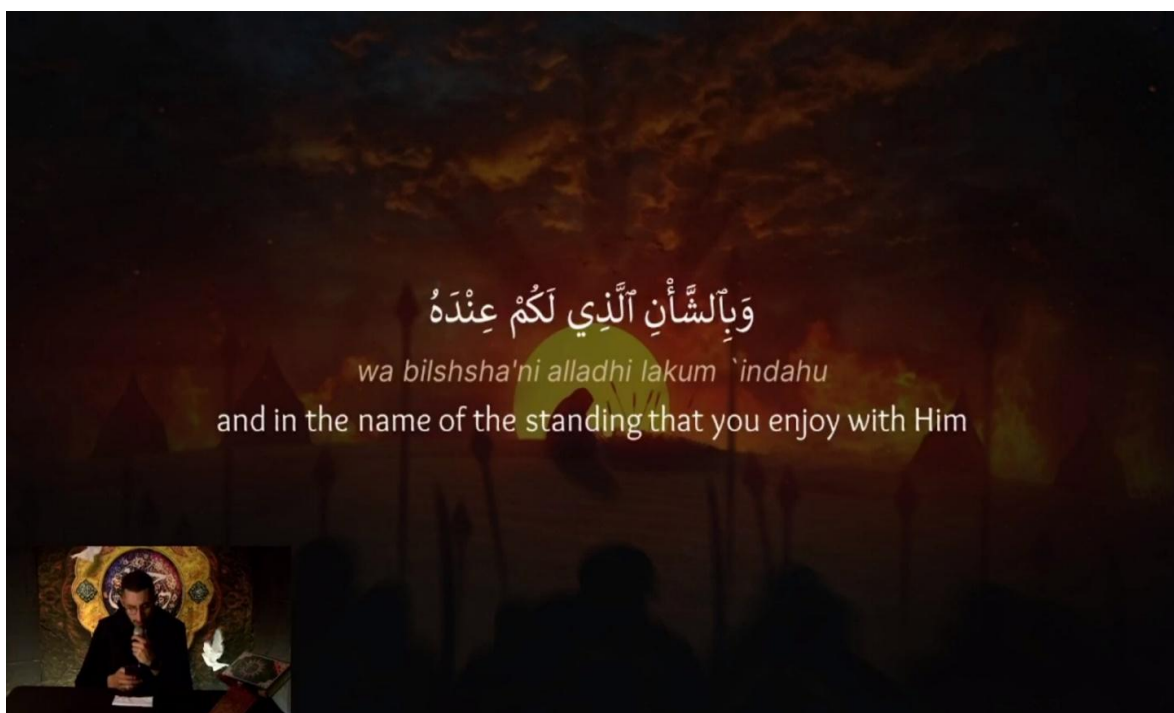 وَبِٱلشَّأْنِ ٱلَّذِي لَكُمْ عِنْدَهُ
wa bilshsha'ni alladhi lakum `indahu
and in the name of the standing that you enjoy with Him